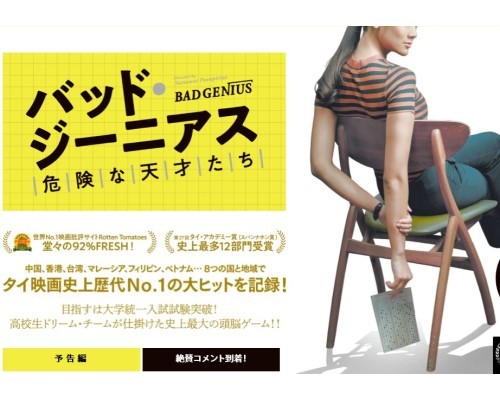 バッド・
ジーニアス
BAD GENIUS
危険な天才たち
世界No.1映画批評サイトRotten Tomatoes
堂々の92%FRESH!
第27回タイ・アカデミー賞(スパンナホン賞)
史上最多12部門受賞
中国、香港、台湾、マレーシア、フィリピン、ベトナム… 8つの国と地域で
タイ映画史上歴代No.1の大ヒットを記録!
目指すは大学統一入試試験突破!
高校生ドリーム・チームが仕掛けた史上最大の頭脳ゲーム!!
予告編
絶賛コメント到着!